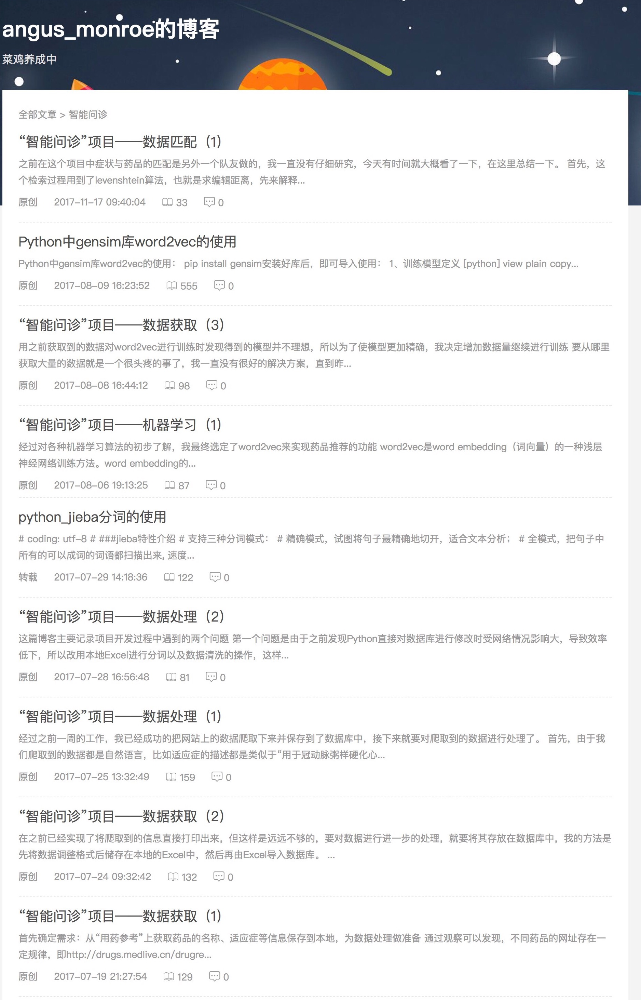 angus_monroe的博客
菜鸡养成中
全部文章 > 智能问诊
“智能问诊”项目——数据匹配（1）
之前在这个项目中症状与药品的匹配是另外一个队友做的，我一直没有仔细研究，今天有时间就大概看了一下，在这里总结一下。 首先，这
个检索过程用到了levenshtein算法，也就是求编辑距离，先来解释...
原创 2017-11-17 09:40:04 33 0
Python中gensim库word2vec的使用
Python中gensim库word2vec的使用： pip install gensim安装好库后，即可导入使用： 1、训练模型定义 [python] view plain copy...
原创 2017-08-09 16:23:52 555 0
“智能问诊”项目——数据获取（3）
用之前获取到的数据对word2vec进行训练时发现得到的模型并不理想，所以为了使模型更加精确，我决定增加数据量继续进行训练 要从哪里
获取大量的数据就是一个很头疼的事了，我一直没有很好的解决方案，直到昨...
原创 2017-08-08 16:44:12 98 0
“智能问诊”项目——机器学习（1）
经过对各种机器学习算法的初步了解，我最终选定了word2vec来实现药品推荐的功能 word2vec是word embedding（词向量）的一种浅层
神经网络训练方法。word embedding的...
原创 2017-08-06 19:13:25 87 0
python_jieba分词的使用
# coding: utf-8 # ###jieba特性介绍 # 支持三种分词模式： # 精确模式，试图将句子最精确地切开，适合文本分析； # 全模式，把句子中
所有的可以成词的词语都扫描出来, 速度...
转载 2017-07-29 14:18:36 122 0
“智能问诊”项目——数据处理（2）
这篇博客主要记录项目开发过程中遇到的两个问题 第一个问题是由于之前发现Python直接对数据库进行修改时受网络情况影响大，导致效率
低下，所以改用本地Excel进行分词以及数据清洗的操作，这样...
原创 2017-07-28 16:56:48 81 0
“智能问诊”项目——数据处理（1）
经过之前一周的工作，我已经成功的把网站上的数据爬取下来并保存到了数据库中，接下来就要对爬取到的数据进行处理了。 首先，由于我
们爬取到的数据都是自然语言，比如适应症的描述都是类似于“用于冠动脉粥样硬化心...
原创 2017-07-25 13:32:49 159 0
“智能问诊”项目——数据获取（2）
在之前已经实现了将爬取到的信息直接打印出来，但这样是远远不够的，要对数据进行进一步的处理，就要将其存放在数据库中，我的方法是
先将数据调整格式后储存在本地的Excel中，然后再由Excel导入数据库。 ...
原创 2017-07-24 09:32:42 132 0
“智能问诊”项目——数据获取（1）
首先确定需求：从“用药参考”上获取药品的名称、适应症等信息保存到本地，为数据处理做准备 通过观察可以发现，不同药品的网址存在一
定规律，即http://drugs.medlive.cn/drugre...
原创 2017-07-19 21:27:54 129 0